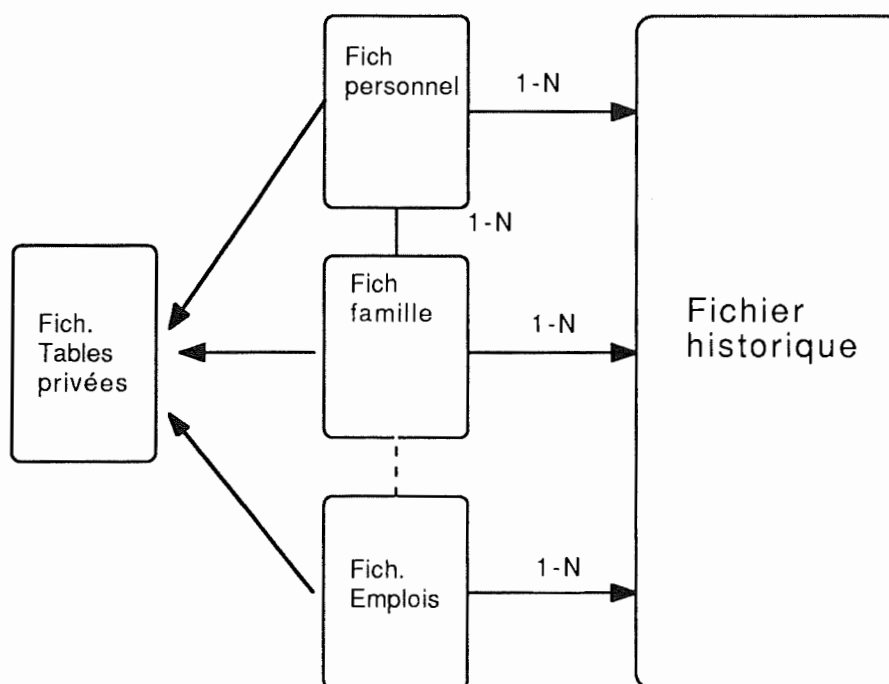 Fich
personnel
1-N
1-N
Fich
famille
1-N
Fich.
Tables
privées
Fichier
historique
Fich.
Emplois
1-N